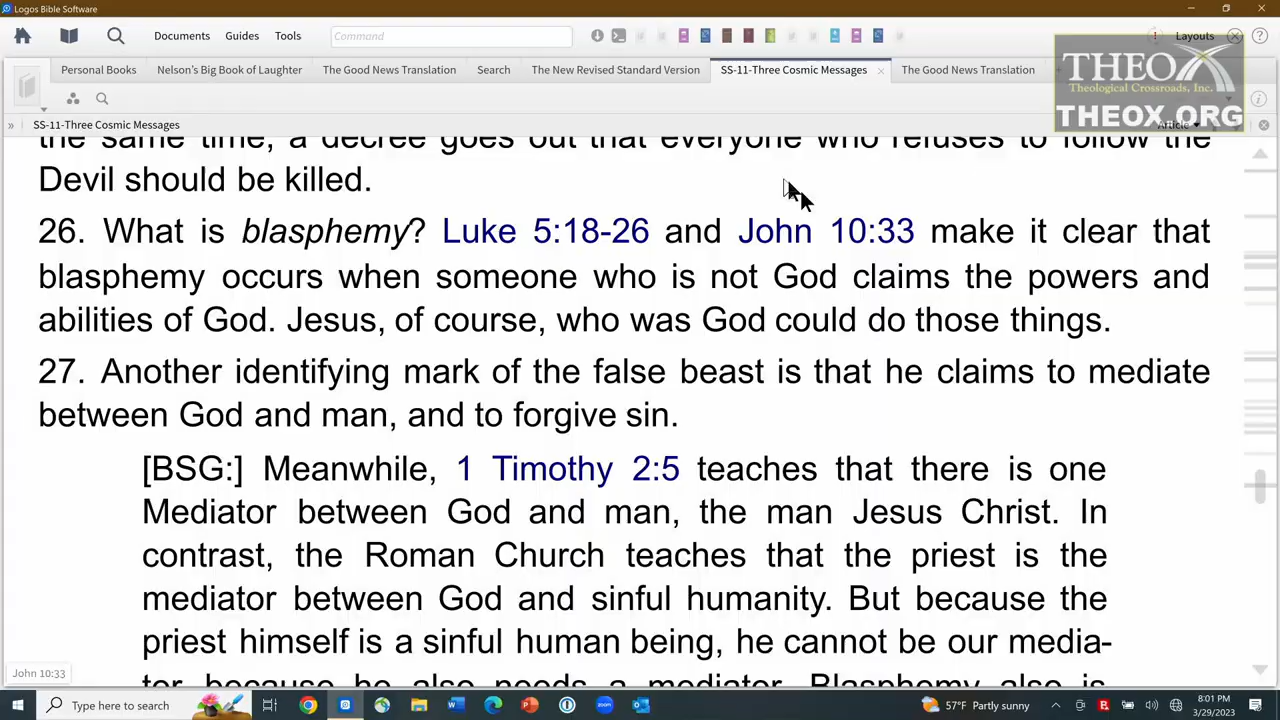 Logos Bible Software
Documents Guides Tools Command Layouts
Personal Books Nelson's Big Book of Laughter The Good News Translation Search The New Revised Standard Version SS-11-Three Cosmic Messages The Good News Translation
THEOX
Theological Crossroads, Inc.
THEOX.ORG
SS-11-Three Cosmic Messages Article
the same time, a decree goes out that everyone who refuses to follow the
Devil should be killed.
26. What is blasphemy? Luke 5:18-26 and John 10:33 make it clear that
blasphemy occurs when someone who is not God claims the powers and
abilities of God. Jesus, of course, who was God could do those things.
27. Another identifying mark of the false beast is that he claims to mediate
between God and man, and to forgive sin.
[BSG:] Meanwhile, 1 Timothy 2:5 teaches that there is one
Mediator between God and man, the man Jesus Christ. In
contrast, the Roman Church teaches that the priest is the
mediator between God and sinful humanity. But because the
priest himself is a sinful human being, he cannot be our media-
tor because he also needs a mediator. Blasphemy also is
John 10:33
Type here to search
57°F Partly sunny
8:01 PM
3/29/2023